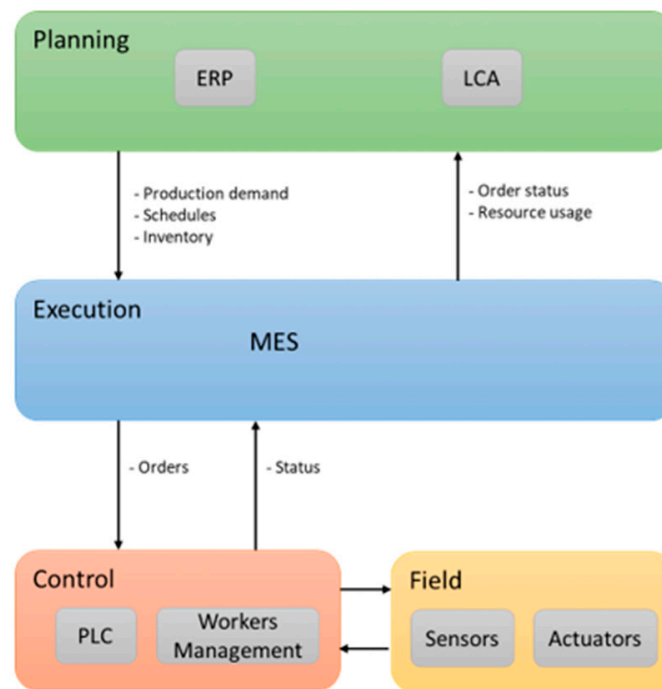 Planning
ERP
LCA
- Production demand
- Schedules
- Inventory
- Order status
- Resource usage
Execution
MES
- Orders
- Status
Control
PLC
Workers
Management
Field
Sensors
Actuators